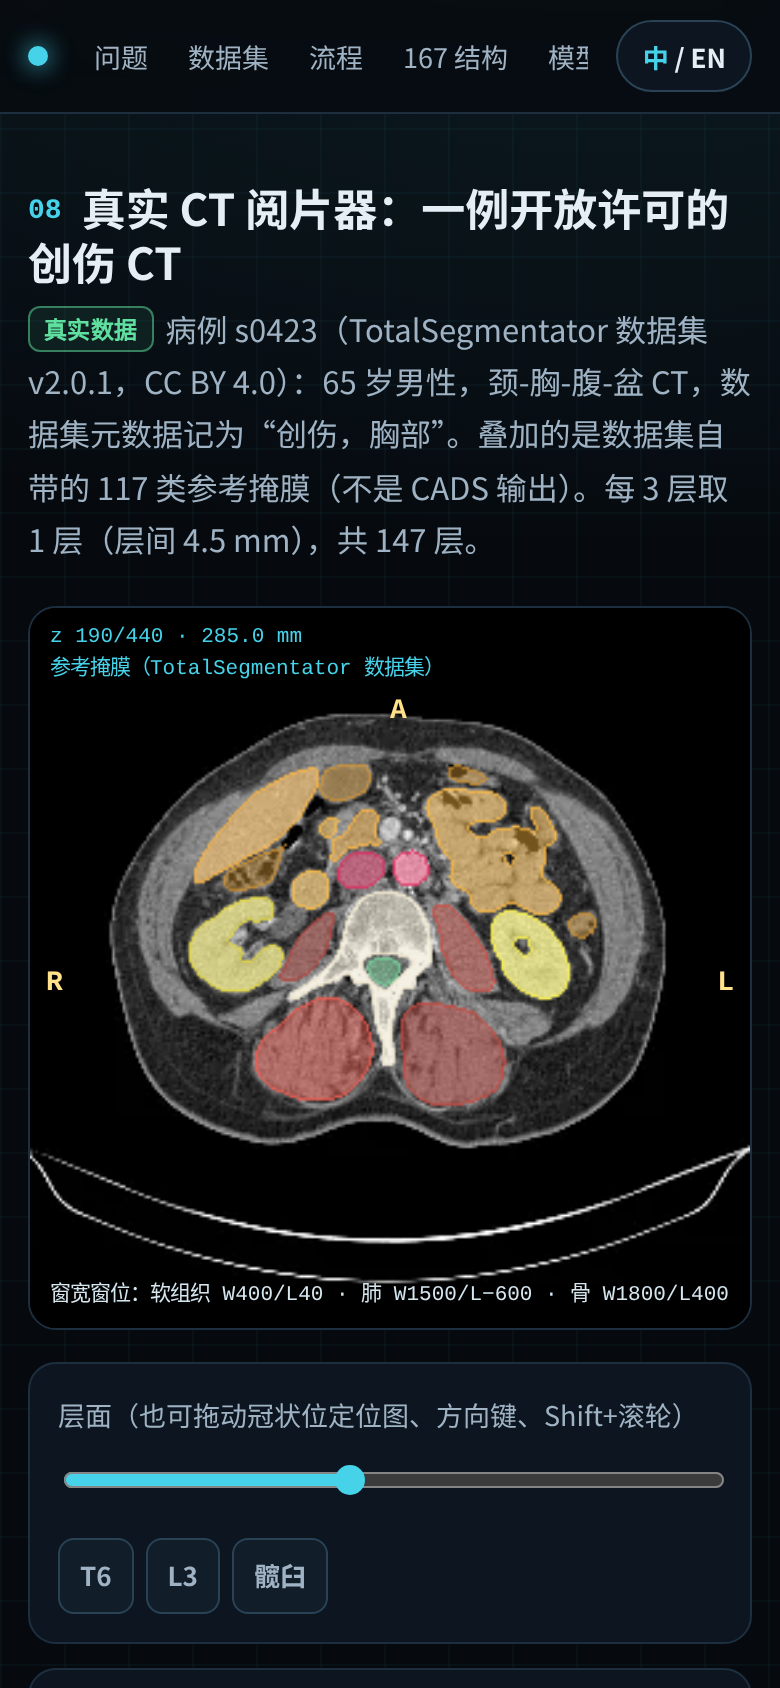 问题 数据集 流程 167 结构 模型 中 / EN
08 真实 CT 阅片器：一例开放许可的
创伤 CT
真实数据 病例 s0423（TotalSegmentator 数据集
v2.0.1，CC BY 4.0）：65 岁男性，颈-胸-腹-盆 CT，数
据集元数据记为“创伤，胸部”。叠加的是数据集自
带的 117 类参考掩膜（不是 CADS 输出）。每 3 层取
1 层（层间 4.5 mm），共 147 层。
z 190/440 · 285.0 mm
参考掩膜（TotalSegmentator 数据集）
A
R L
窗宽窗位：软组织 W400/L40 · 肺 W1500/L−600 · 骨 W1800/L400
层面（也可拖动冠状位定位图、方向键、Shift+滚轮）
T6 L3 髋臼